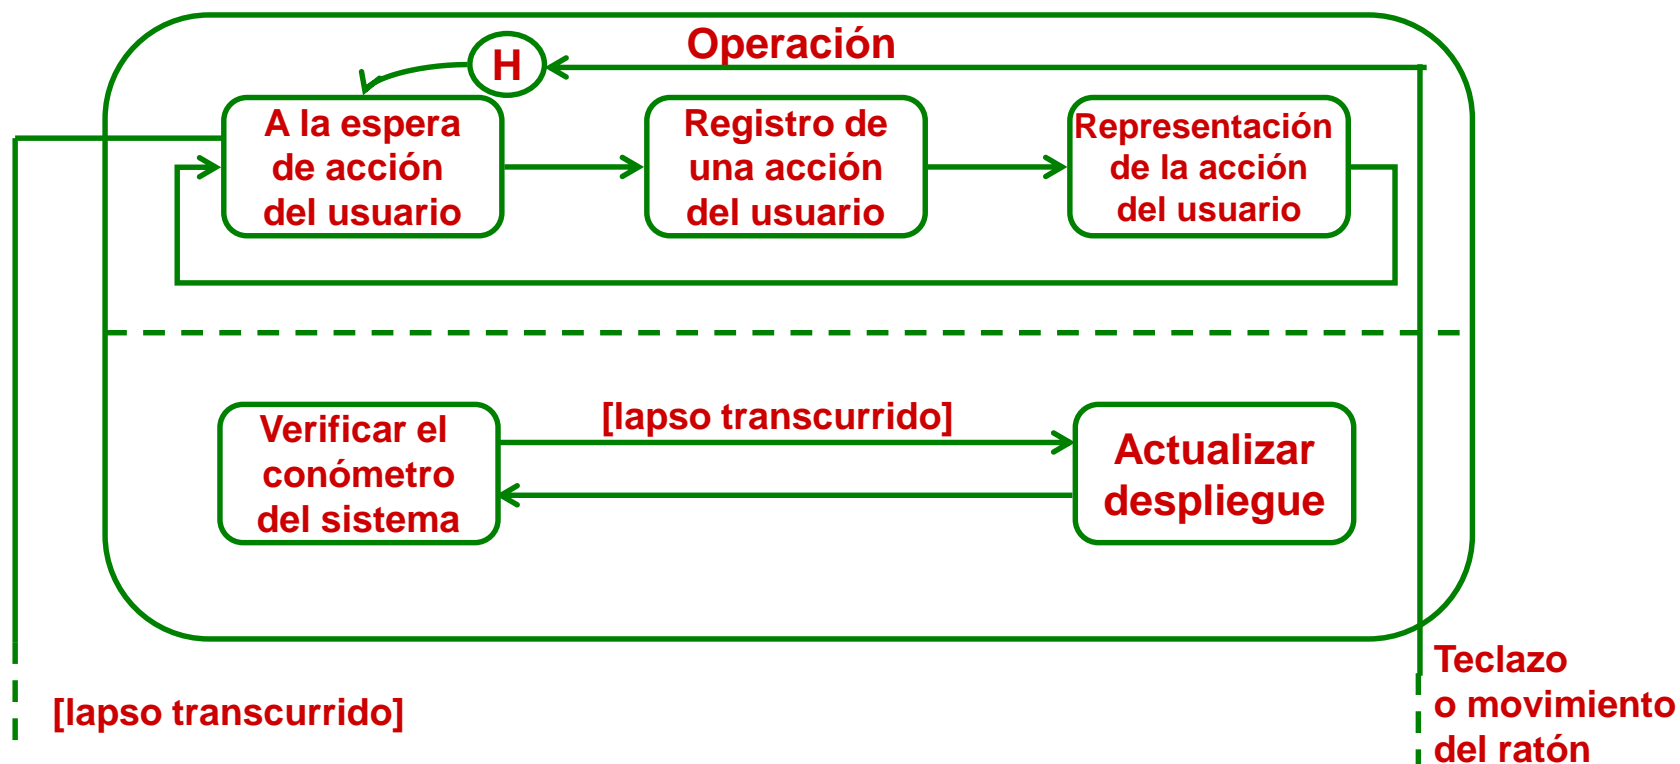 Operación
H
A la espera
de acción
del usuario
Registro de
una acción
del usuario
Representación
de la acción
del usuario
Verificar el
conómetro
del sistema
[lapso transcurrido]
Actualizar
despliegue
[lapso transcurrido]
Teclazo
o movimiento
del ratón